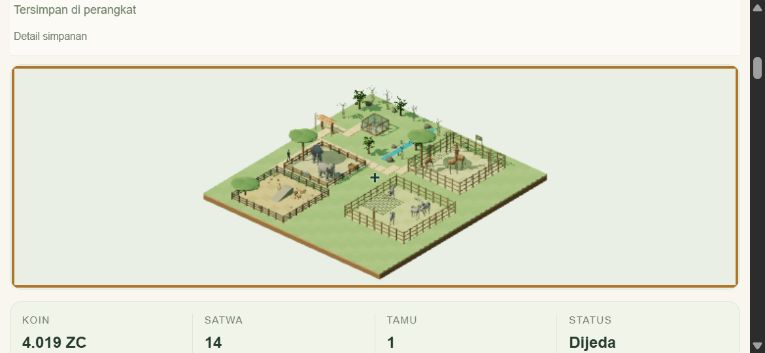 Tersimpan di perangkat
Detail simpanan
KOIN SATWA TAMU STATUS
4.019 ZC 14 1 Dijeda